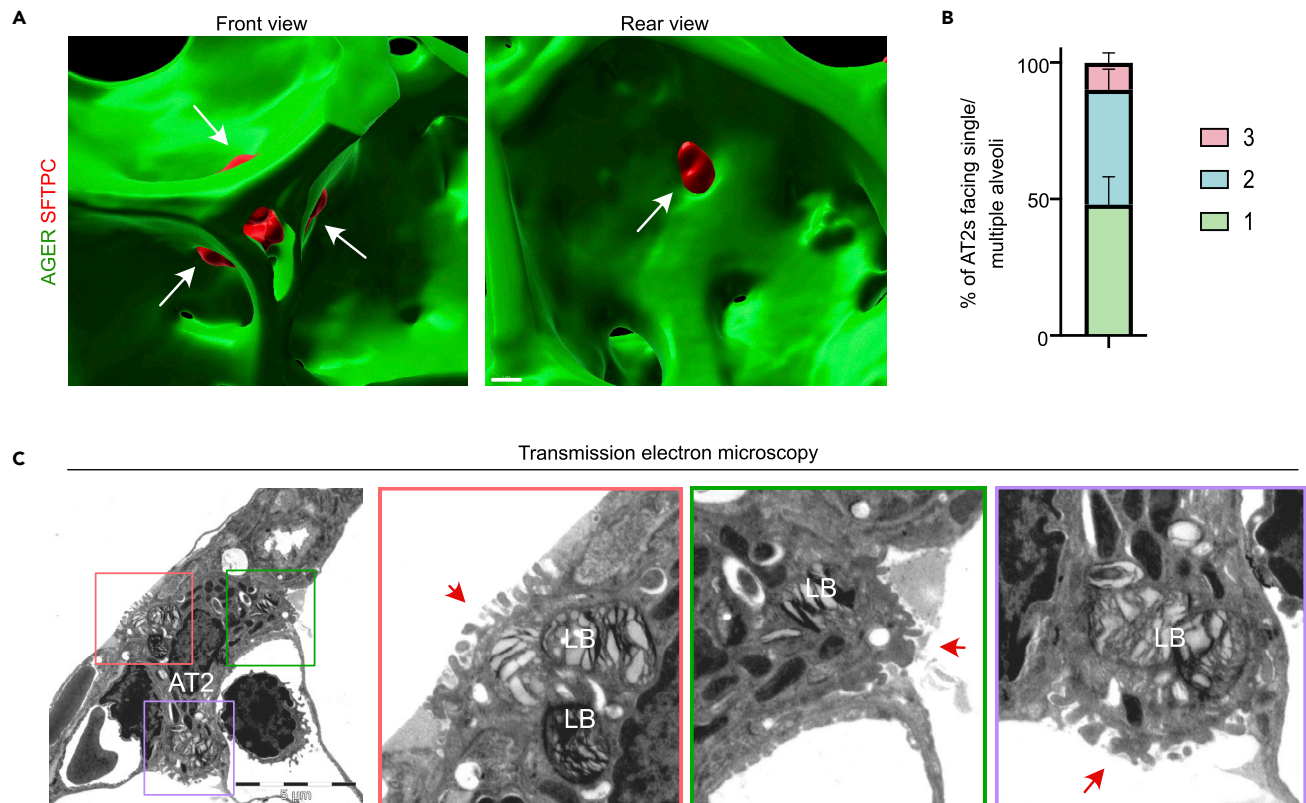 A
Front view
Rear view
AGER SFTPC
B
% of AT2s facing single/
multiple alveoli
100
50
0
3
2
1
C
Transmission electron microscopy
AT2
5 µm
LB
LB
LB
LB